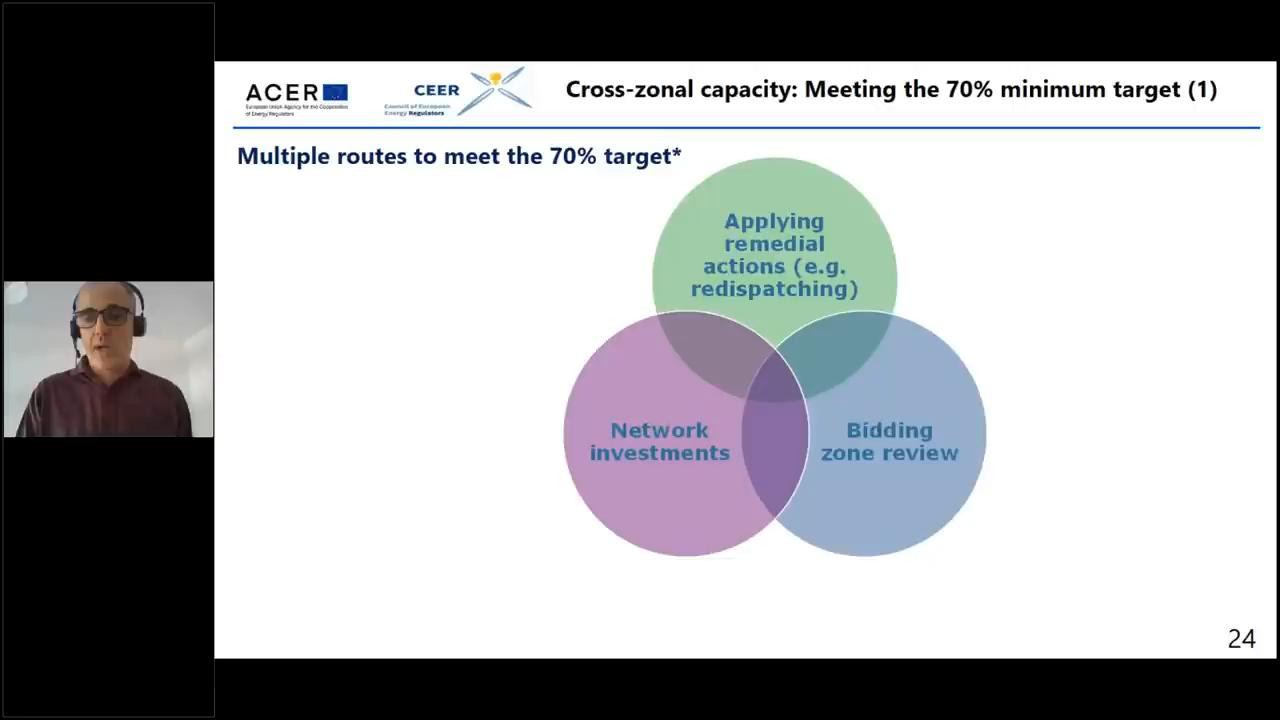 ACER
European Union Agency for the Cooperation
of Energy Regulators
CEER
Council of European
Energy Regulators
Cross-zonal capacity: Meeting the 70% minimum target (1)
Multiple routes to meet the 70% target*
Applying
remedial
actions (e.g.
redispatching)
Network
investments
Bidding
zone review
24